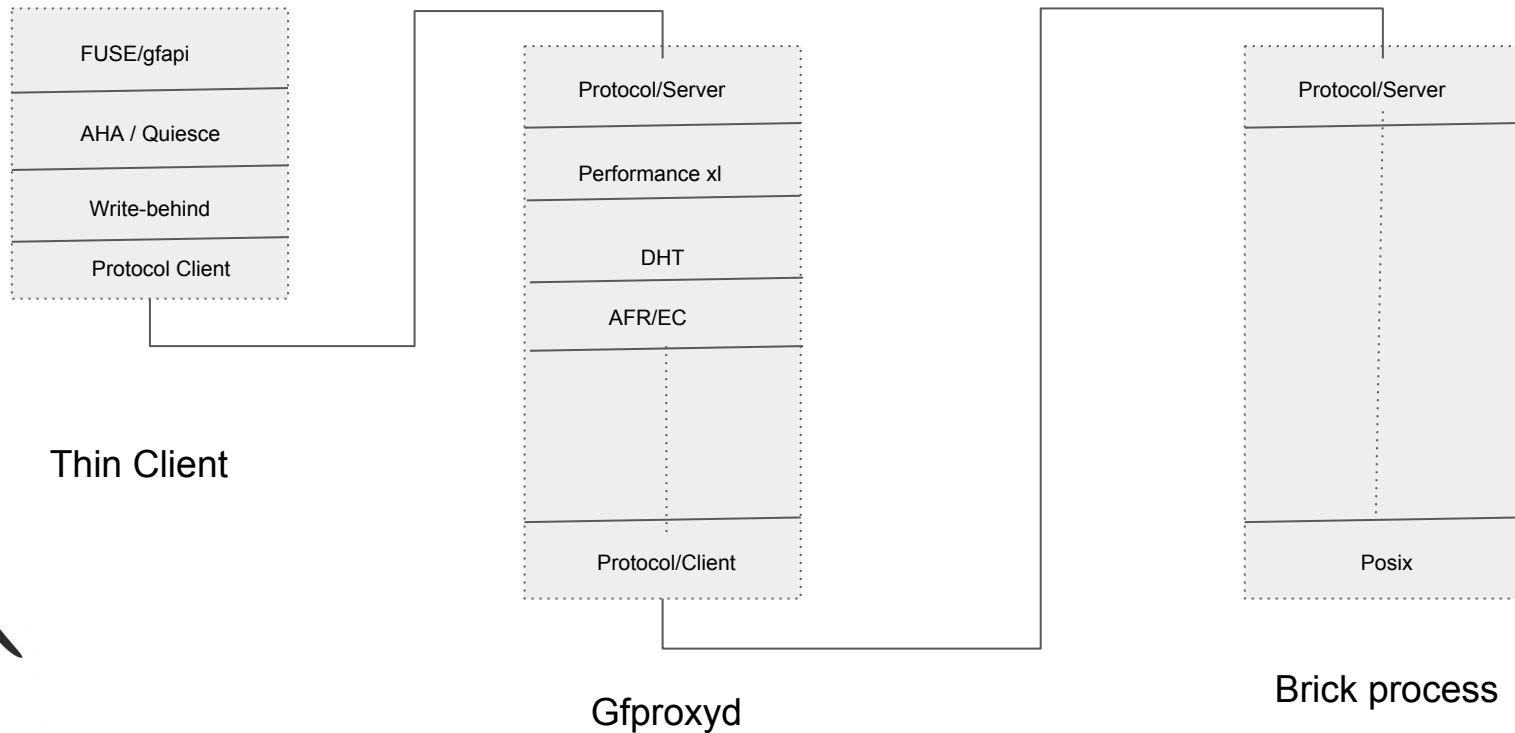 FUSE/gfapi
AHA / Quiesce
Write-behind
Protocol Client
Thin Client
Protocol/Server
Performance xl
DHT
AFR/EC
Protocol/Client
Gfproxyd
Protocol/Server
Posix
Brick process